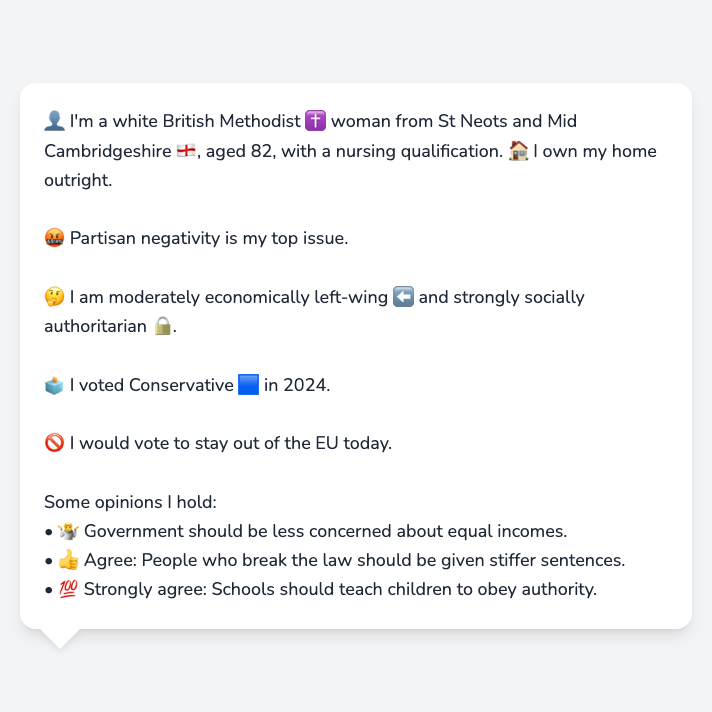 👤 I'm a white British Methodist ✝️ woman from St Neots and Mid
Cambridgeshire 🏴󠁧󠁢󠁥󠁮󠁧󠁿, aged 82, with a nursing qualification. 🏠 I own my home
outright.
🤬 Partisan negativity is my top issue.
🤔 I am moderately economically left-wing ⬅️ and strongly socially
authoritarian 🔒.
🗳️ I voted Conservative 🟦 in 2024.
🚫 I would vote to stay out of the EU today.
Some opinions I hold:
• 🤷 Government should be less concerned about equal incomes.
• 👍 Agree: People who break the law should be given stiffer sentences.
• 💯 Strongly agree: Schools should teach children to obey authority.